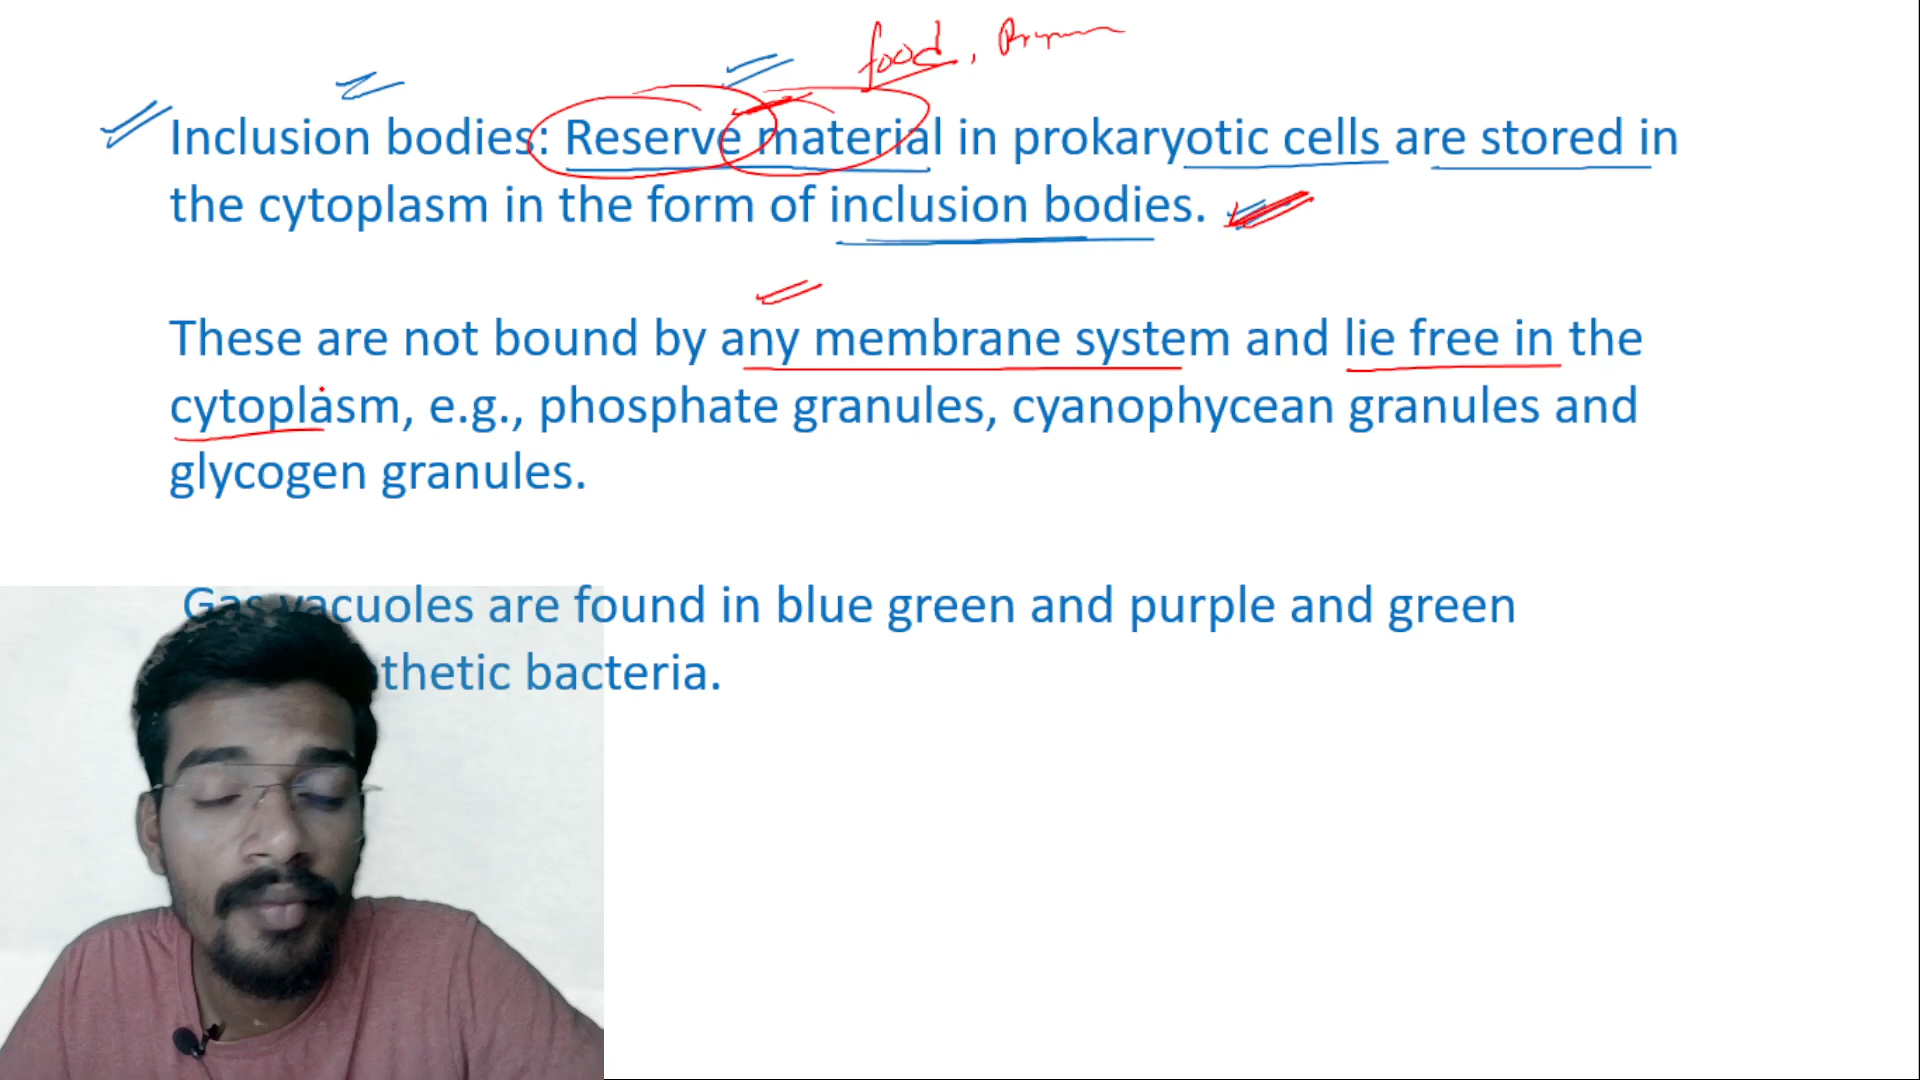 food,
Inclusion bodies: Reserve material in prokaryotic cells are stored in
the cytoplasm in the form of inclusion bodies.
These are not bound by any membrane system and lie free in the
cytoplasm, e.g., phosphate granules, cyanophycean granules and
glycogen granules.
Gas vacuoles are found in blue green and purple and green
thetic bacteria.